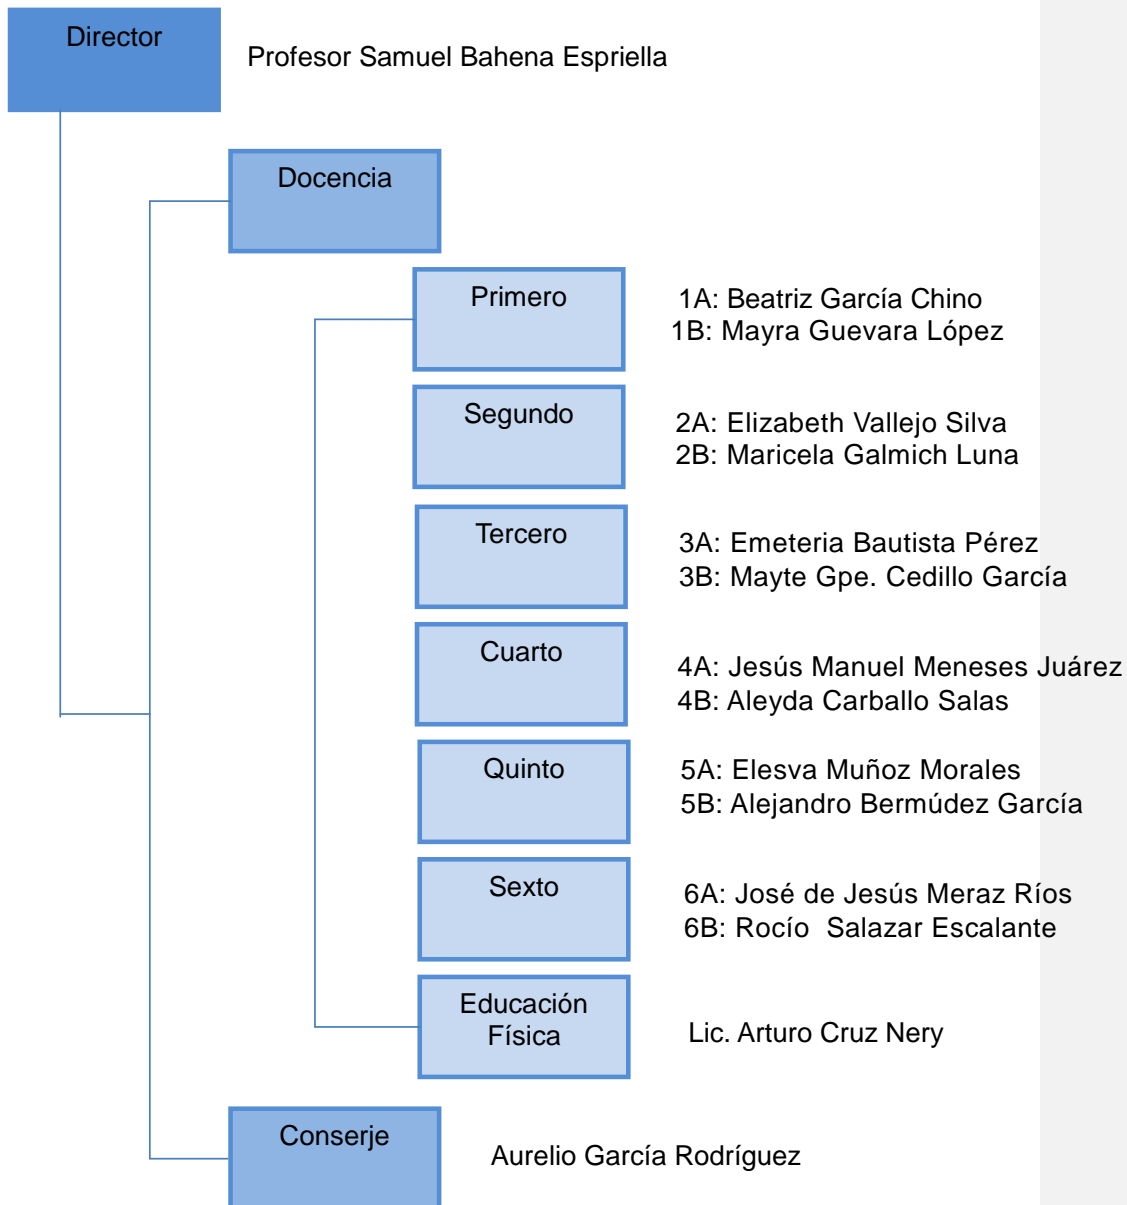 Director
Profesor Samuel Bahena Espriella
Docencia
Primero
1A: Beatriz García Chino
1B: Mayra Guevara López
Segundo
2A: Elizabeth Vallejo Silva
2B: Maricela Galmich Luna
Tercero
3A: Emeteria Bautista Pérez
3B: Mayte Gpe. Cedillo García
Cuarto
4A: Jesús Manuel Meneses Juárez
4B: Aleyda Carballo Salas
Quinto
5A: Elesva Muñoz Morales
5B: Alejandro Bermúdez García
Sexto
6A: José de Jesús Meraz Ríos
6B: Rocío  Salazar Escalante
Educación
Física
Lic. Arturo Cruz Nery
Conserje
Aurelio García Rodríguez